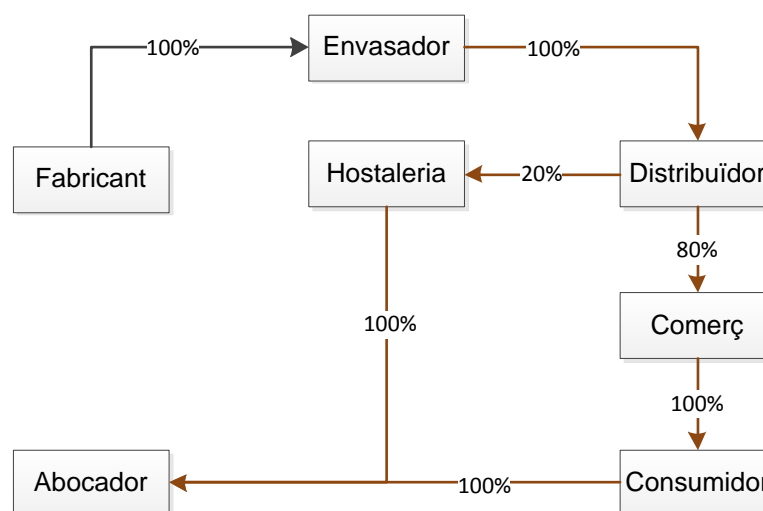 Envasador
100%
100%
Fabricant
Hostaleria
20%
Distribuïdor
80%
100%
Comerç
100%
Abocador
100%
Consumidor